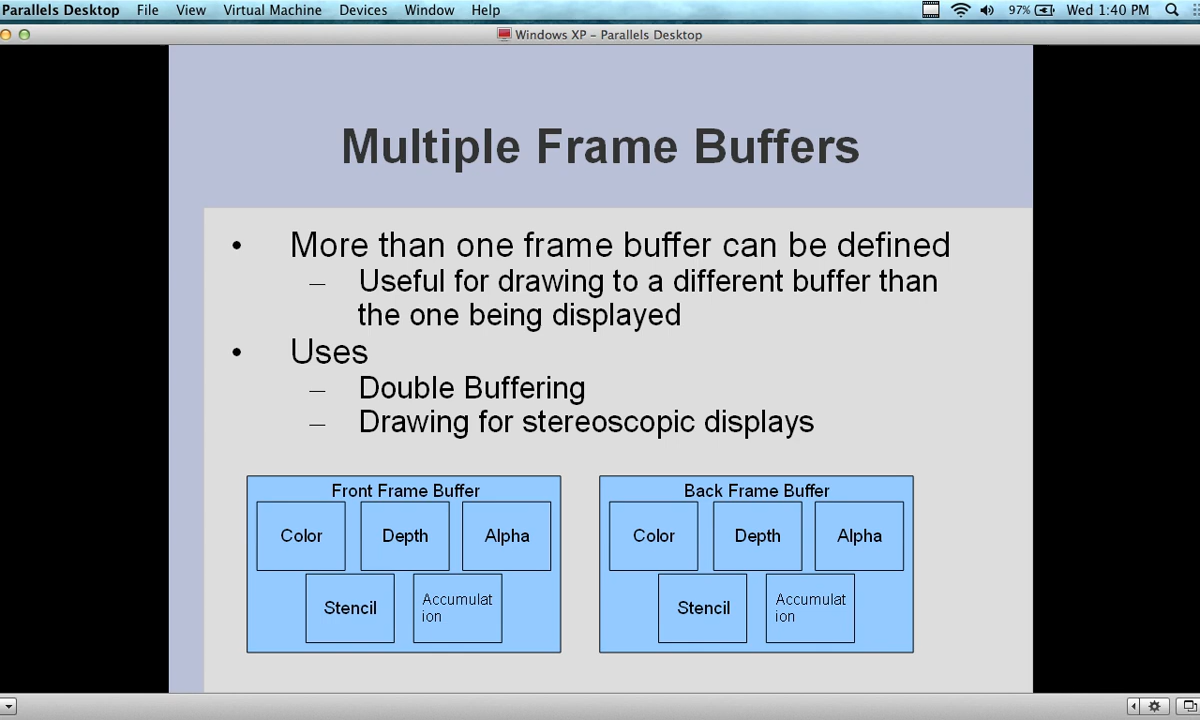 Parallels Desktop File View Virtual Machine Devices Window Help 97% Wed 1:40 PM
Windows XP – Parallels Desktop
Multiple Frame Buffers
• More than one frame buffer can be defined
– Useful for drawing to a different buffer than
the one being displayed
• Uses
– Double Buffering
– Drawing for stereoscopic displays
Front Frame Buffer
Color Depth Alpha
Stencil Accumulat
ion
Back Frame Buffer
Color Depth Alpha
Stencil Accumulat
ion